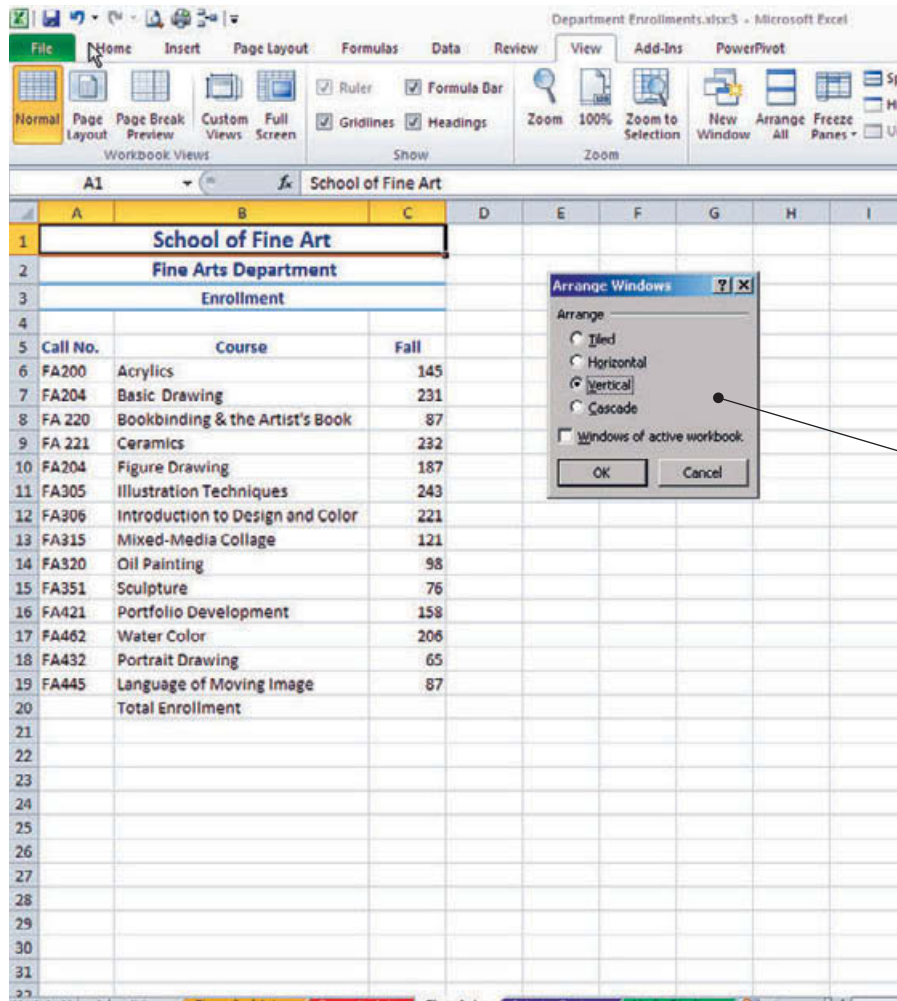 Department Enrollments.xlsx:3 - Microsoft Excel
File Home Insert Page Layout Formulas Data Review View Add-Ins PowerPivot
Normal Page Layout Page Break Preview Custom Views Full Screen
Ruler Formula Bar
Gridlines Headings
Zoom 100% Zoom to Selection New Window Arrange All Freeze Panes
Workbook Views Show Zoom
A1 fx School of Fine Art
A B C D E F G H I
1 School of Fine Art
2 Fine Arts Department
3 Enrollment
4
5 Call No. Course Fall
6 FA200 Acrylics 145
7 FA204 Basic Drawing 231
8 FA 220 Bookbinding & the Artist's Book 87
9 FA 221 Ceramics 232
10 FA204 Figure Drawing 187
11 FA305 Illustration Techniques 243
12 FA306 Introduction to Design and Color 221
13 FA315 Mixed-Media Collage 121
14 FA320 Oil Painting 98
15 FA351 Sculpture 76
16 FA421 Portfolio Development 158
17 FA462 Water Color 206
18 FA432 Portrait Drawing 65
19 FA445 Language of Moving Image 87
20 Total Enrollment
21
22
23
24
25
26
27
28
29
30
31
Arrange Windows
Arrange
Tiled
Horizontal
Vertical
Cascade
Windows of active workbook
OK Cancel